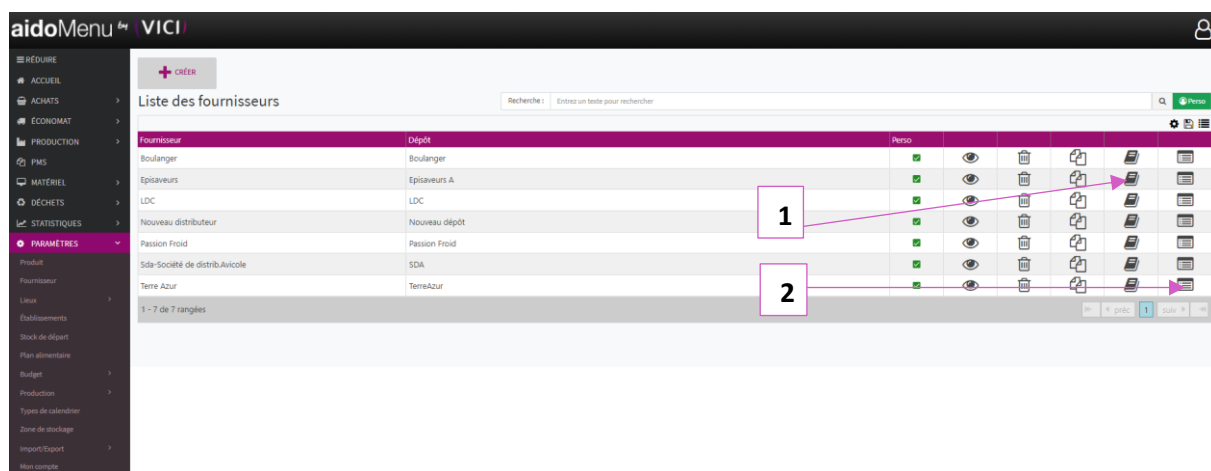 aidoMenu by (VICI)
RÉDUIRE
ACCUEIL
ACHATS
ÉCONOMAT
PRODUCTION
PMS
MATÉRIEL
DÉCHETS
STATISTIQUES
PARAMÈTRES
Produit
Fournisseur
Lieux
Établissements
Stock de départ
Plan alimentaire
Budget
Production
Types de calendrier
Zone de stockage
Import/Export
Mon compte
CRÉER
Liste des fournisseurs
Recherche : Entrez un texte pour rechercher
Perso
Fournisseur Dépôt Perso
Boulanger Boulanger
Episaveurs Episaveurs A
LDC LDC
Nouveau distributeur Nouveau dépôt
Passion Froid Passion Froid
Sda-Société de distrib.Avicole SDA
Terre Azur TerreAzur
1 - 7 de 7 rangées
préc 1 suiv
1
2